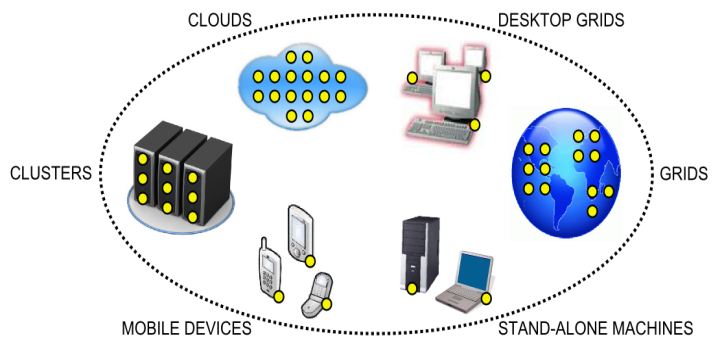 CLOUDS
DESKTOP GRIDS
CLUSTERS
GRIDS
MOBILE DEVICES
STAND-ALONE MACHINES